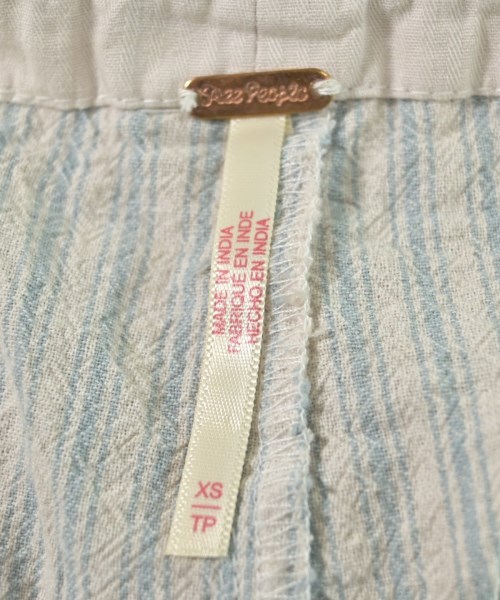 Free People
MADE IN INDIA
FABRIQUE EN INDE
HECHO EN INDIA
XS
TP